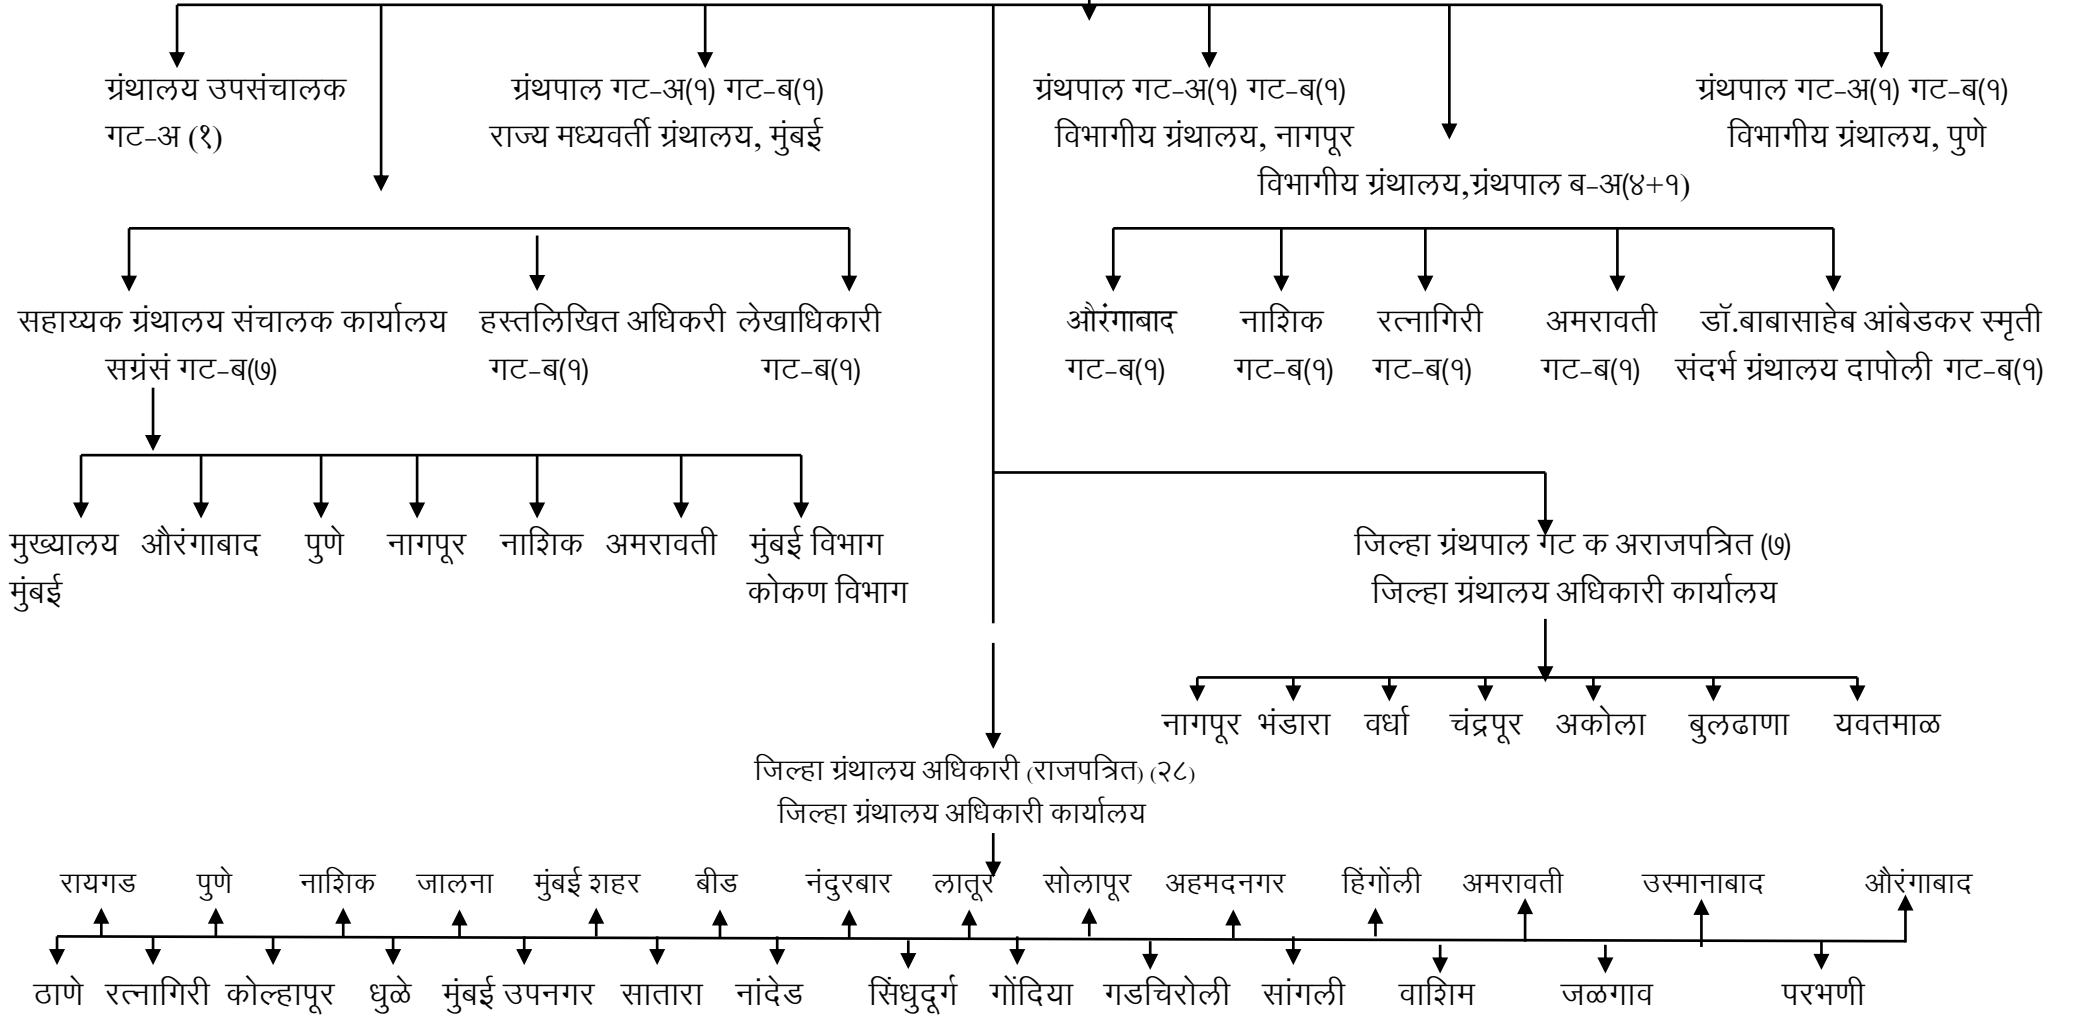 ग्रंथालय उपसंचालक
गट-अ (१)
ग्रंथपाल गट-अ(१) गट-ब(१)
राज्य मध्यवर्ती ग्रंथालय, मुंबई
ग्रंथपाल गट-अ(१) गट-ब(१)
विभागीय ग्रंथालय, नागपूर
ग्रंथपाल गट-अ(१) गट-ब(१)
विभागीय ग्रंथालय, पुणे
विभागीय ग्रंथालय,ग्रंथपाल ब-अ(४+१)
सहाय्यक ग्रंथालय संचालक कार्यालय
सग्रंसं गट-ब(७)
हस्तलिखित अधिकरी
गट-ब(१)
लेखाधिकारी
गट-ब(१)
औरंगाबाद
गट-ब(१)
नाशिक
गट-ब(१)
रत्नागिरी
गट-ब(१)
अमरावती
गट-ब(१)
डॉ.बाबासाहेब आंबेडकर स्मृती
संदर्भ ग्रंथालय दापोली गट-ब(१)
मुख्यालय
मुंबई
औरंगाबाद
पुणे
नागपूर
नाशिक
अमरावती
मुंबई विभाग
कोकण विभाग
जिल्हा ग्रंथपाल गट क अराजपत्रित (७)
जिल्हा ग्रंथालय अधिकारी कार्यालय
नागपूर भंडारा वर्धा चंद्रपूर अकोला बुलढाणा यवतमाळ
जिल्हा ग्रंथालय अधिकारी (राजपत्रित) (२८)
जिल्हा ग्रंथालय अधिकारी कार्यालय
रायगड पुणे नाशिक जालना मुंबई शहर बीड नंदुरबार लातूर सोलापूर अहमदनगर हिंगोंली अमरावती उस्मानाबाद औरंगाबाद
ठाणे रत्नागिरी कोल्हापूर धुळे मुंबई उपनगर सातारा नांदेड सिंधुदूर्ग गोंदिया गडचिरोली सांगली वाशिम जळगाव परभणी